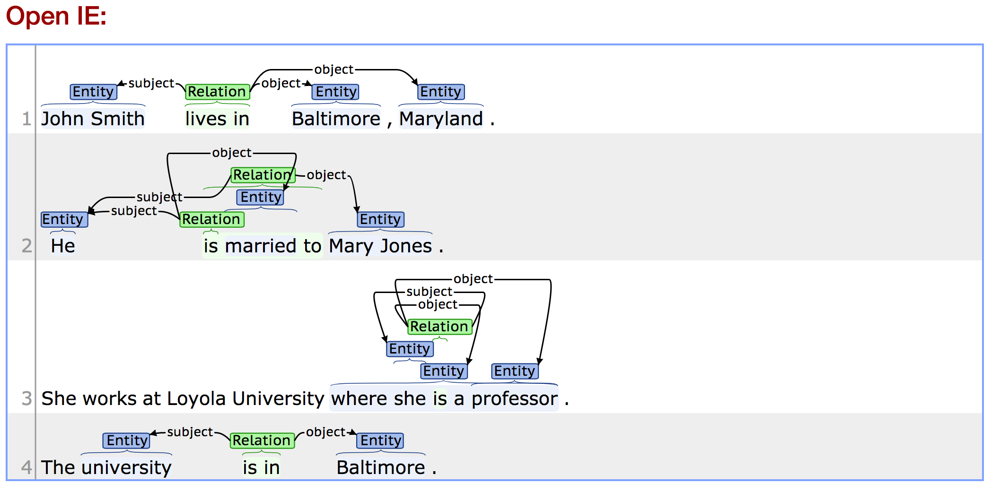 Open IE:
object
subject object
Entity Relation Entity Entity
1 John Smith lives in Baltimore , Maryland .
object
Relation object
subject Entity
subject
Entity Relation Entity
2 He is married to Mary Jones .
object
subject
object
Relation
Entity
Entity Entity
3 She works at Loyola University where she is a professor .
subject object
Entity Relation Entity
4 The university is in Baltimore .